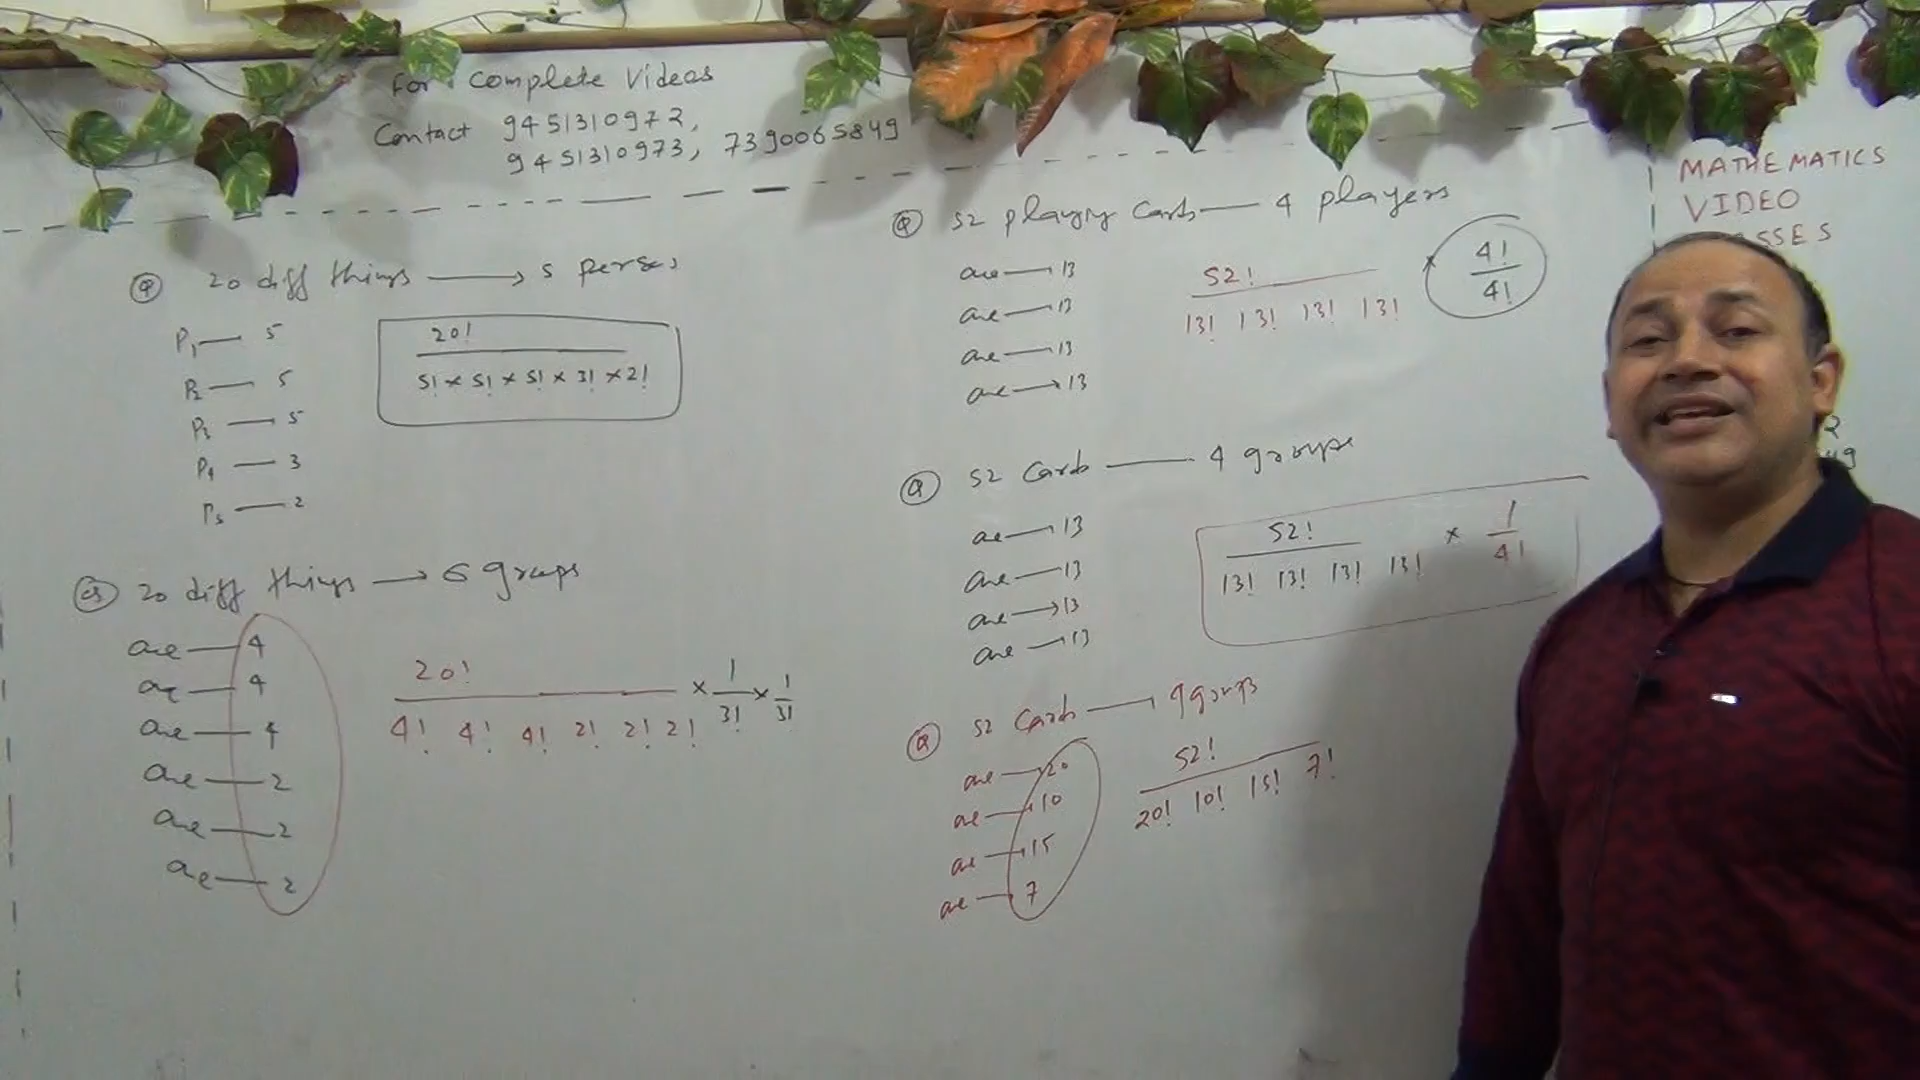 For Complete Videos
Contact 9451310972,
9451310973, 7390065849
MATHEMATICS
VIDEO
SSES
Q 20 diff things → 5 persons
P1 — 5
P2 — 5
P3 — 5
P4 — 3
P5 — 2
20!
5! × 5! × 5! × 3! × 2!
Q 20 diff things → 6 groups
one — 4
one — 4
one — 4
one — 2
one — 2
one — 2
20!
4! 4! 4! 2! 2! 2!
× 1/3! × 1/3!
Q 52 playing Cards — 4 players
one — 13
one — 13
one — 13
one → 13
52!
13! 13! 13! 13!
× 4!/4!
Q 52 Cards — 4 groups
one — 13
one — 13
one → 13
one — 13
52!
13! 13! 13! 13!
× 1/4!
Q 52 Cards — 4 groups
one — 20
one — 10
one — 15
one — 7
52!
20! 10! 15! 7!